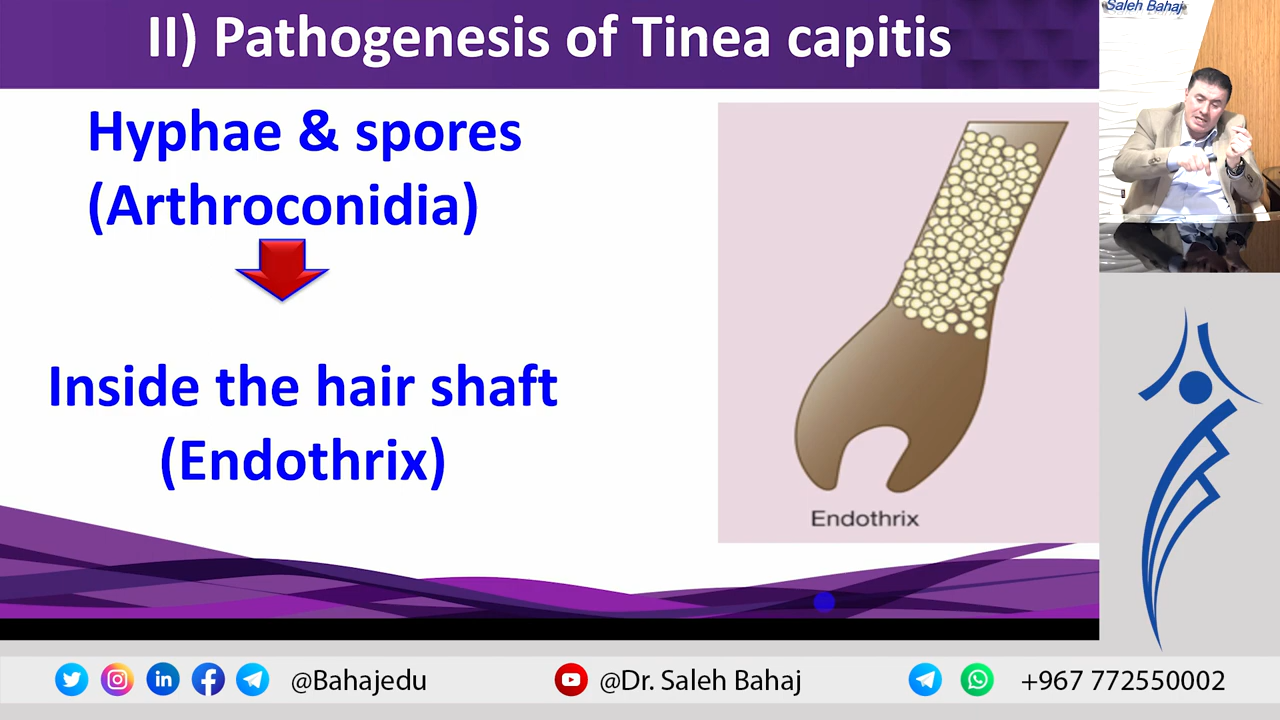 II) Pathogenesis of Tinea capitis
Saleh Bahaj
Hyphae & spores
(Arthroconidia)
Inside the hair shaft
(Endothrix)
Endothrix
@Bahajedu
@Dr. Saleh Bahaj
+967 772550002